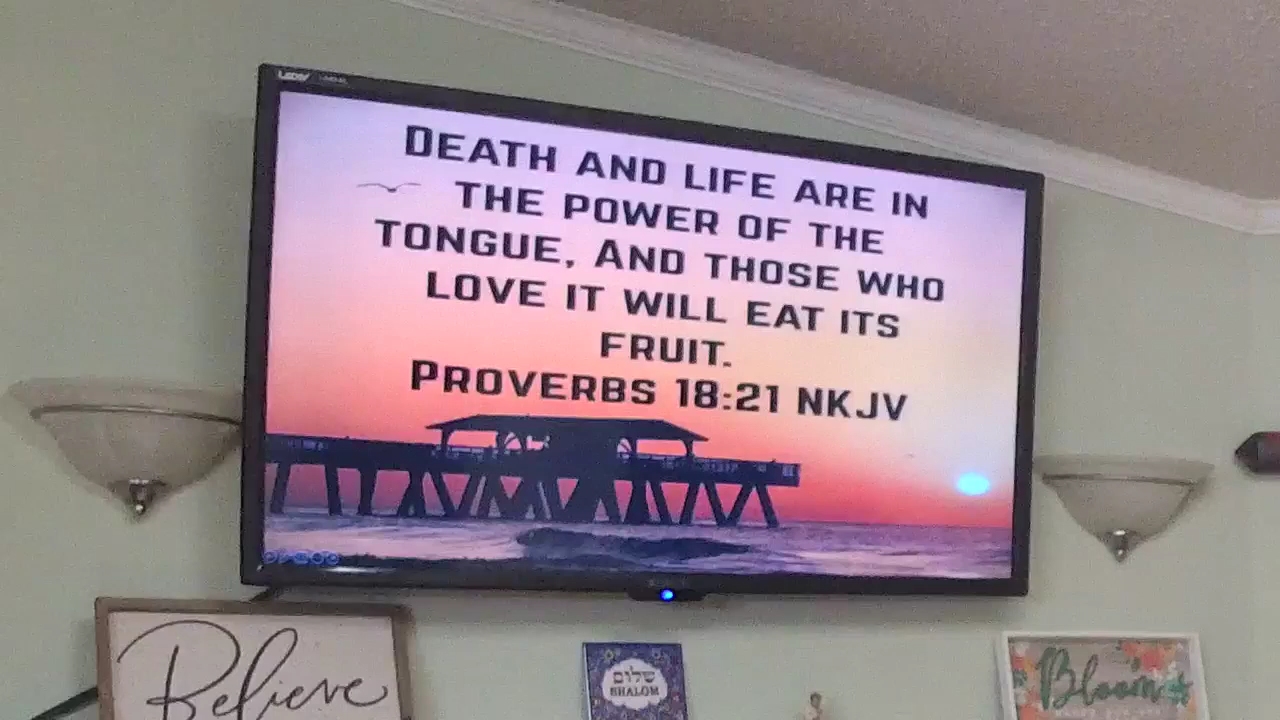 DEATH AND LIFE ARE IN
THE POWER OF THE
TONGUE, AND THOSE WHO
LOVE IT WILL EAT ITS
FRUIT.
PROVERBS 18:21 NKJV
Believe
שלום
SHALOM
Bloom